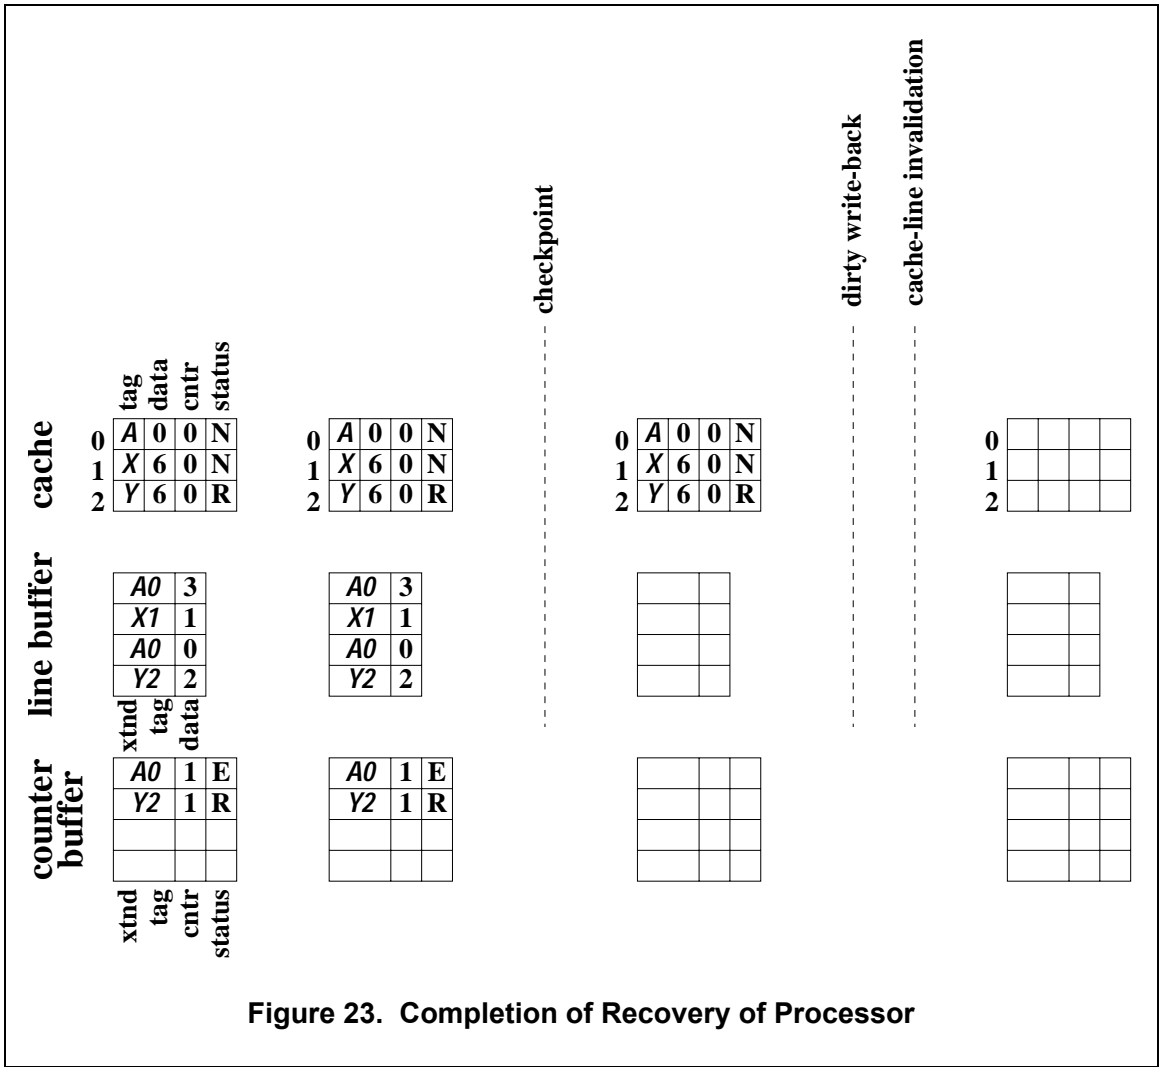 checkpoint
dirty write-back
cache-line invalidation
tag data cntr status
cache
0 A 0 0 N
1 X 6 0 N
2 Y 6 0 R
0 A 0 0 N
1 X 6 0 N
2 Y 6 0 R
0 A 0 0 N
1 X 6 0 N
2 Y 6 0 R
0
1
2
line buffer
A0 3
X1 1
A0 0
Y2 2
xtnd tag data
A0 3
X1 1
A0 0
Y2 2
counter
buffer
A0 1 E
Y2 1 R
xtnd tag cntr status
A0 1 E
Y2 1 R
Figure 23. Completion of Recovery of Processor